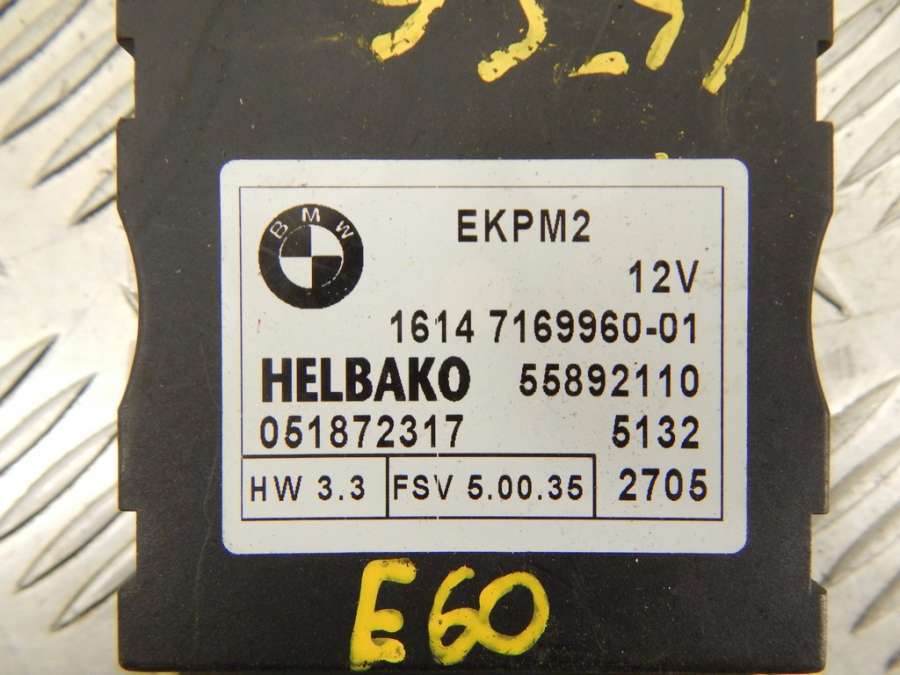 BMW
EKPM2
12V
1614 7169960-01
HELBAKO 55892110
051872317 5132
HW 3.3 FSV 5.00.35 2705
E60